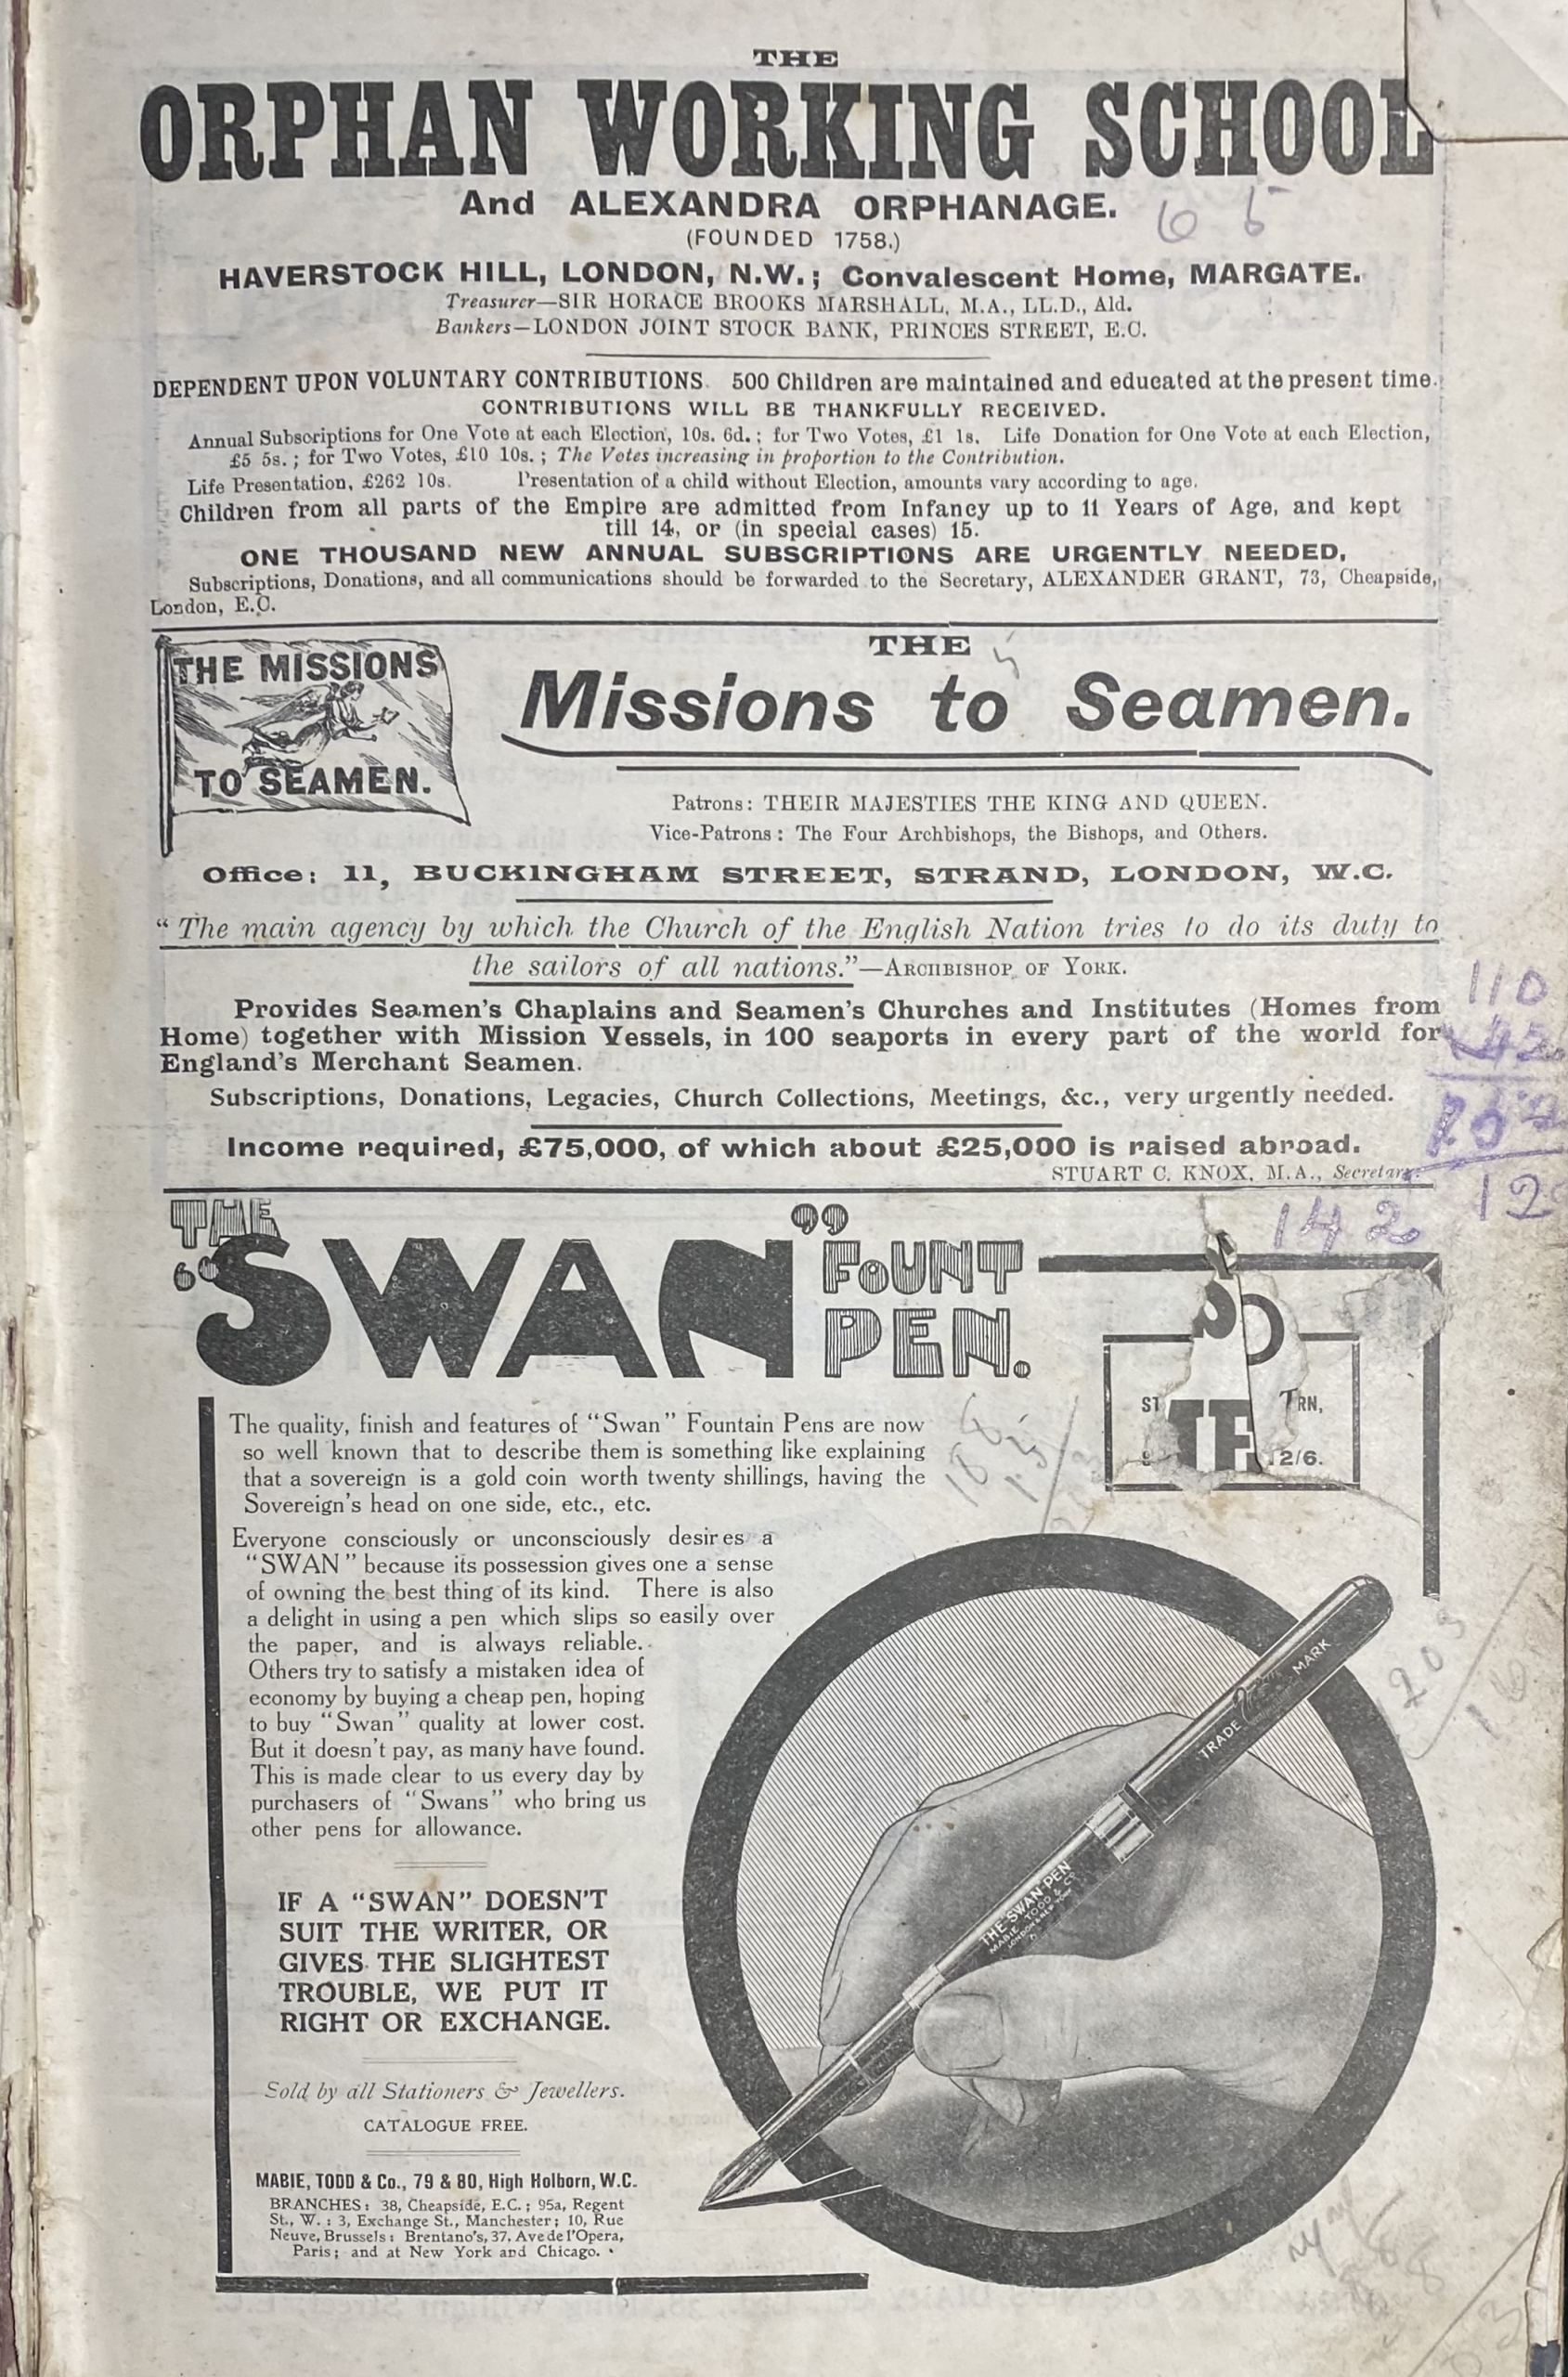 THE
ORPHAN WORKING SCHOOL
And ALEXANDRA ORPHANAGE.
6 5
(FOUNDED 1758.)
HAVERSTOCK HILL, LONDON, N.W.; Convalescent Home, MARGATE.
Treasurer—SIR HORACE BROOKS MARSHALL, M.A., LL.D., Ald.
Bankers—LONDON JOINT STOCK BANK, PRINCES STREET, E.C.
DEPENDENT UPON VOLUNTARY CONTRIBUTIONS. 500 Children are maintained and educated at the present time.
CONTRIBUTIONS WILL BE THANKFULLY RECEIVED.
Annual Subscriptions for One Vote at each Election, 10s. 6d.; for Two Votes, £1 1s. Life Donation for One Vote at each Election,
£5 5s.; for Two Votes, £10 10s.; The Votes increasing in proportion to the Contribution.
Life Presentation, £262 10s. Presentation of a child without Election, amounts vary according to age.
Children from all parts of the Empire are admitted from Infancy up to 11 Years of Age, and kept
till 14, or (in special cases) 15.
ONE THOUSAND NEW ANNUAL SUBSCRIPTIONS ARE URGENTLY NEEDED.
Subscriptions, Donations, and all communications should be forwarded to the Secretary, ALEXANDER GRANT, 73, Cheapside,
London, E.C.
THE MISSIONS
TO SEAMEN.
THE
Missions to Seamen.
Patrons: THEIR MAJESTIES THE KING AND QUEEN.
Vice-Patrons: The Four Archbishops, the Bishops, and Others.
Office: 11, BUCKINGHAM STREET, STRAND, LONDON, W.C.
“The main agency by which the Church of the English Nation tries to do its duty to
the sailors of all nations.”—ARCHBISHOP OF YORK.
110
Provides Seamen's Chaplains and Seamen's Churches and Institutes (Homes from
Home) together with Mission Vessels, in 100 seaports in every part of the world for
England's Merchant Seamen.
Subscriptions, Donations, Legacies, Church Collections, Meetings, &c., very urgently needed.
Income required, £75,000, of which about £25,000 is raised abroad.
STUART C. KNOX, M.A., Secretary.
142
THE
“SWAN” FOUNT
PEN.
RN,
12/6.
The quality, finish and features of “Swan” Fountain Pens are now
so well known that to describe them is something like explaining
that a sovereign is a gold coin worth twenty shillings, having the
Sovereign's head on one side, etc., etc.
Everyone consciously or unconsciously desires a
“SWAN” because its possession gives one a sense
of owning the best thing of its kind. There is also
a delight in using a pen which slips so easily over
the paper, and is always reliable.
Others try to satisfy a mistaken idea of
economy by buying a cheap pen, hoping
to buy “Swan” quality at lower cost.
But it doesn't pay, as many have found.
This is made clear to us every day by
purchasers of “Swans” who bring us
other pens for allowance.
TRADE MARK
THE SWAN PEN
MABIE TODD & Co
LONDON & NEW YORK
IF A “SWAN” DOESN'T
SUIT THE WRITER, OR
GIVES THE SLIGHTEST
TROUBLE, WE PUT IT
RIGHT OR EXCHANGE.
Sold by all Stationers & Jewellers.
CATALOGUE FREE.
MABIE, TODD & Co., 79 & 80, High Holborn, W.C.
BRANCHES: 38, Cheapside, E.C.; 95a, Regent
St., W.: 3, Exchange St., Manchester; 10, Rue
Neuve, Brussels: Brentano's, 37, Ave de l'Opera,
Paris; and at New York and Chicago.